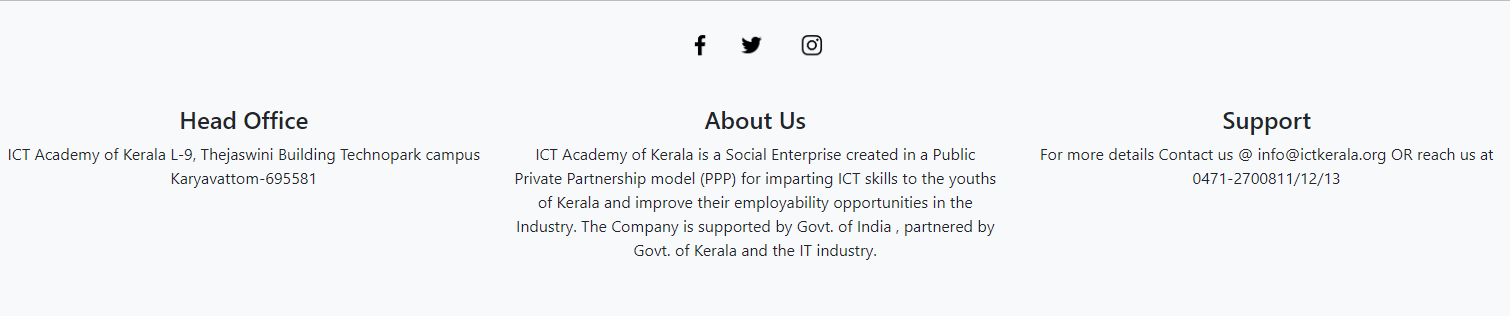 Head Office
ICT Academy of Kerala L-9, Thejaswini Building Technopark campus
Karyavattom-695581
About Us
ICT Academy of Kerala is a Social Enterprise created in a Public
Private Partnership model (PPP) for imparting ICT skills to the youths
of Kerala and improve their employability opportunities in the
Industry. The Company is supported by Govt. of India , partnered by
Govt. of Kerala and the IT industry.
Support
For more details Contact us @ info@ictkerala.org OR reach us at
0471-2700811/12/13